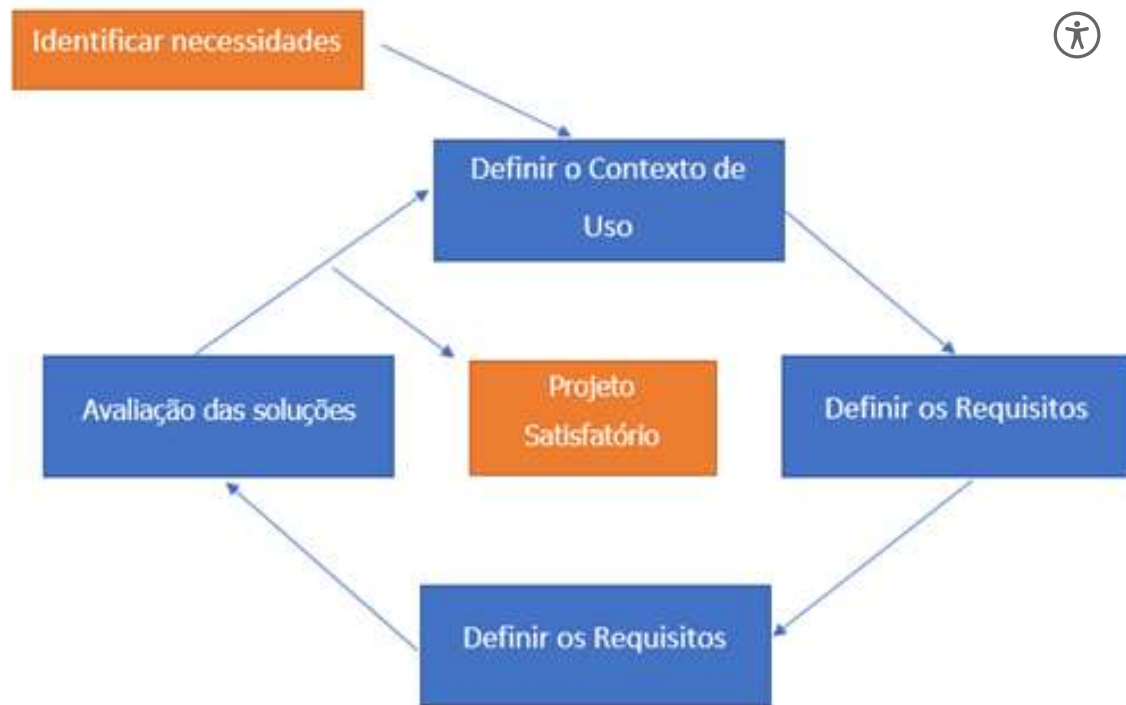 Identificar necessidades
Definir o Contexto de
Uso
Avaliação das soluções
Projeto
Satisfatório
Definir os Requisitos
Definir os Requisitos